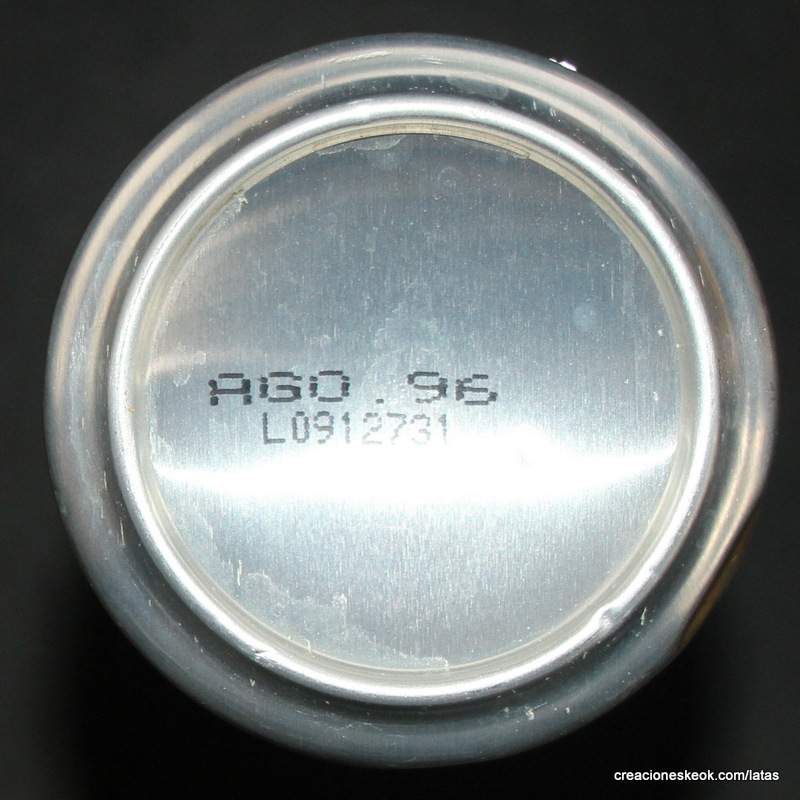 AGO . 96
L0912731
creacioneskeok.com/latas